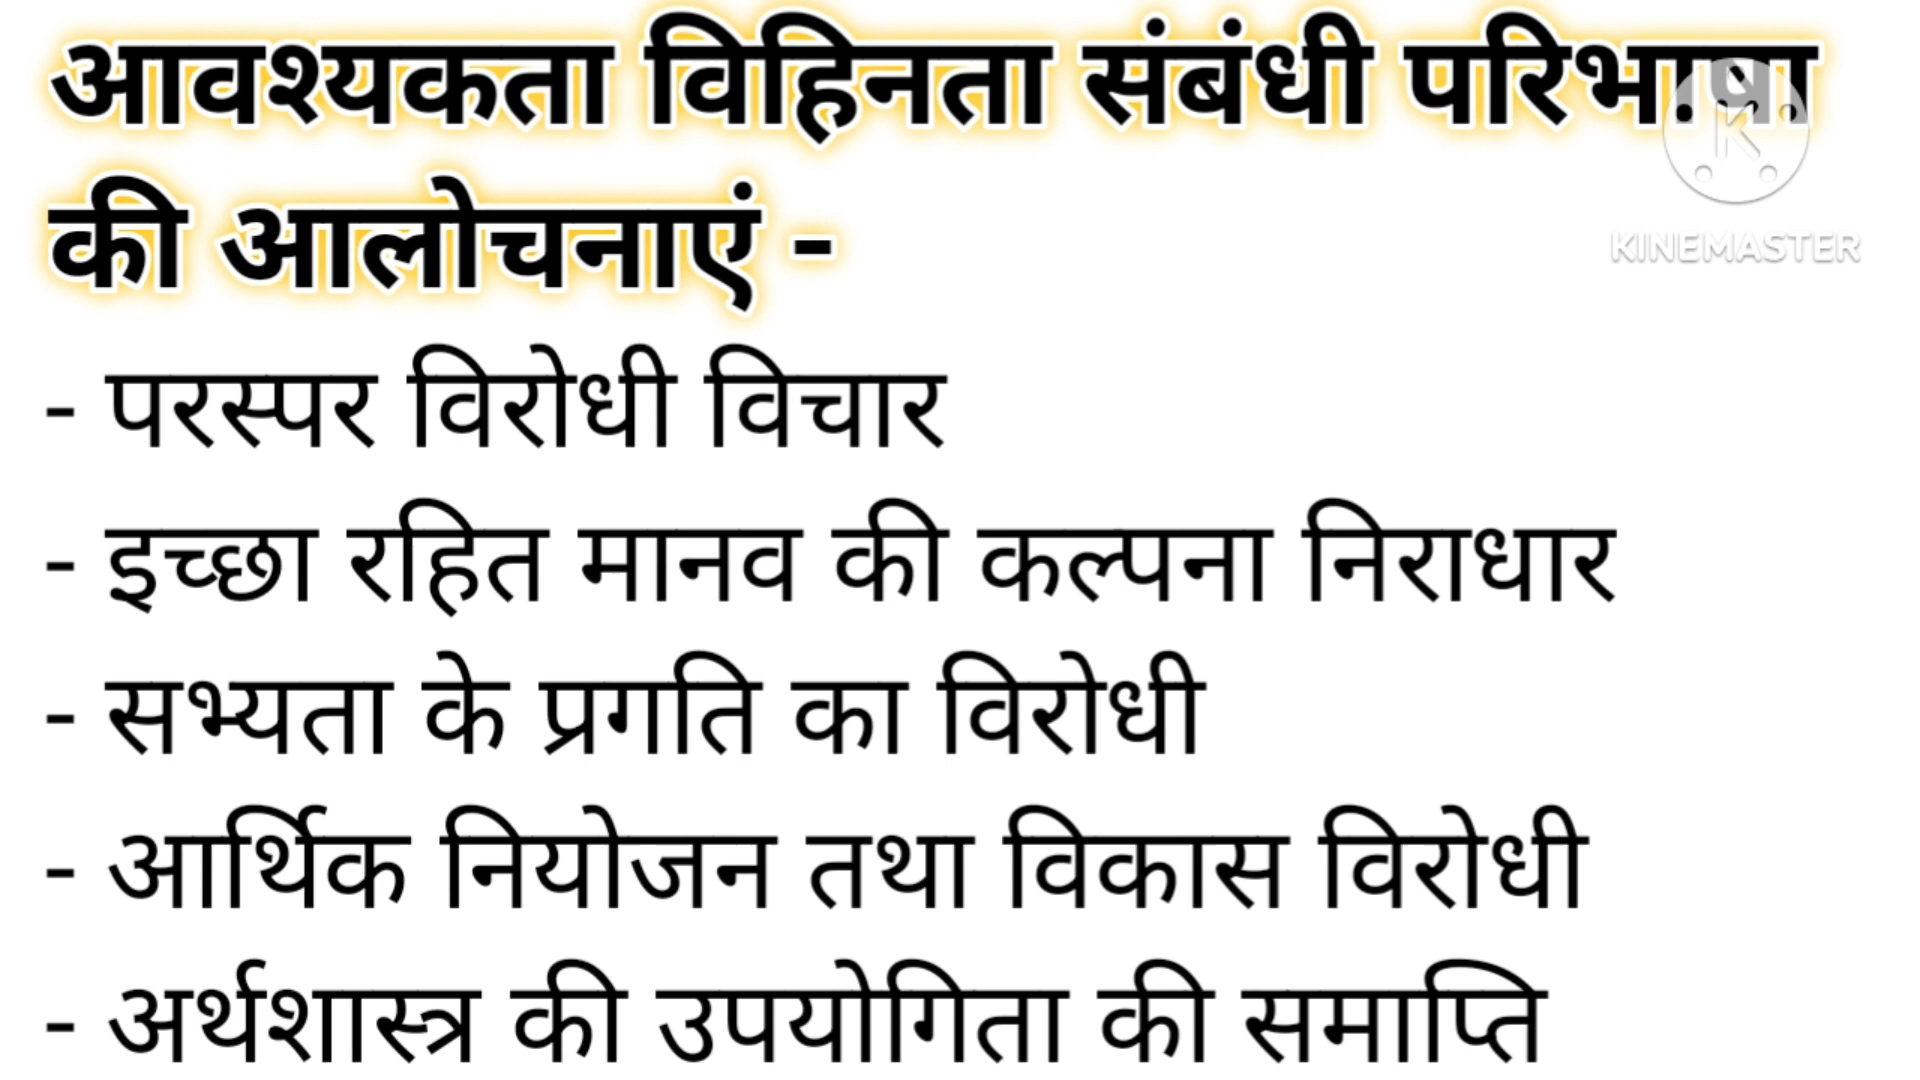 आवश्यकता विहिनता संबंधी परिभाषा
की आलोचनाएं -
KINEMASTER
- परस्पर विरोधी विचार
- इच्छा रहित मानव की कल्पना निराधार
- सभ्यता के प्रगति का विरोधी
- आर्थिक नियोजन तथा विकास विरोधी
- अर्थशास्त्र की उपयोगिता की समाप्ति